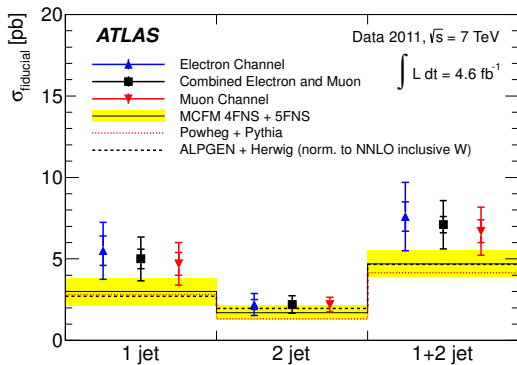 ATLAS
Data 2011, √s = 7 TeV
∫ L dt = 4.6 fb⁻¹
Electron Channel
Combined Electron and Muon
Muon Channel
MCFM 4FNS + 5FNS
Powheg + Pythia
ALPGEN + Herwig (norm. to NNLO inclusive W)
σfiducial [pb]
20
15
10
5
0
1 jet
2 jet
1+2 jet